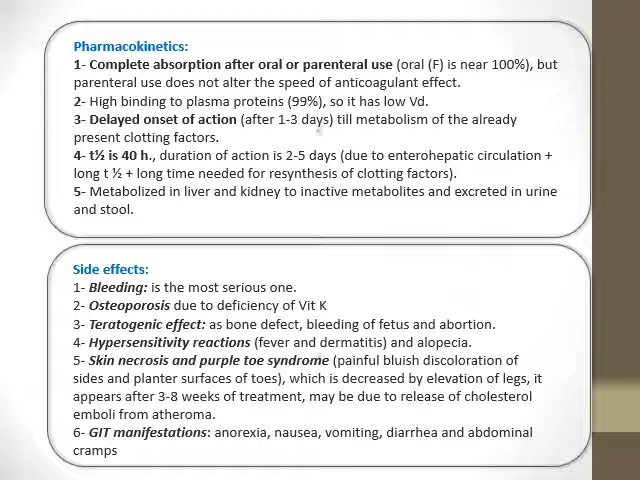 Pharmacokinetics:
1- Complete absorption after oral or parenteral use (oral (F) is near 100%), but
parenteral use does not alter the speed of anticoagulant effect.
2- High binding to plasma proteins (99%), so it has low Vd.
3- Delayed onset of action (after 1-3 days) till metabolism of the already
present clotting factors.
4- t½ is 40 h., duration of action is 2-5 days (due to enterohepatic circulation +
long t ½ + long time needed for resynthesis of clotting factors).
5- Metabolized in liver and kidney to inactive metabolites and excreted in urine
and stool.
Side effects:
1- Bleeding: is the most serious one.
2- Osteoporosis due to deficiency of Vit K
3- Teratogenic effect: as bone defect, bleeding of fetus and abortion.
4- Hypersensitivity reactions (fever and dermatitis) and alopecia.
5- Skin necrosis and purple toe syndrome (painful bluish discoloration of
sides and planter surfaces of toes), which is decreased by elevation of legs, it
appears after 3-8 weeks of treatment, may be due to release of cholesterol
emboli from atheroma.
6- GIT manifestations: anorexia, nausea, vomiting, diarrhea and abdominal
cramps